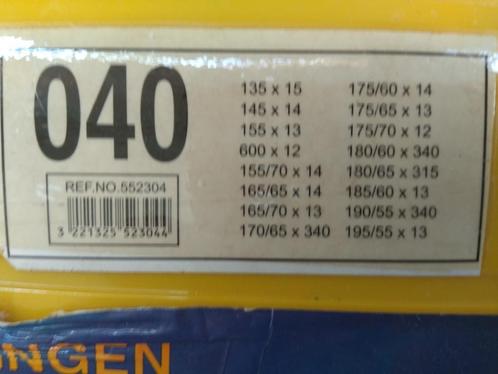 040
REF.NO.552304
3 221325 523044
135 x 15
145 x 14
155 x 13
600 x 12
155/70 x 14
165/65 x 14
165/70 x 13
170/65 x 340
175/60 x 14
175/65 x 13
175/70 x 12
180/60 x 340
180/65 x 315
185/60 x 13
190/55 x 340
195/55 x 13
NGEN